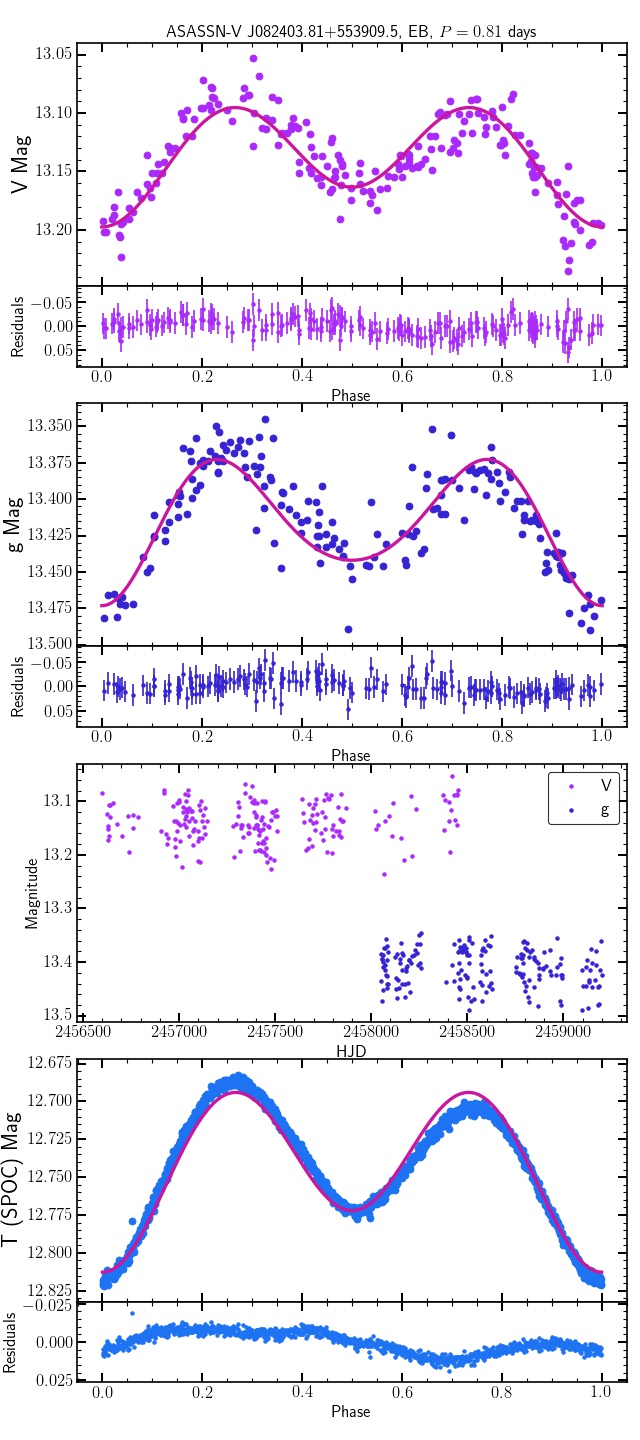 ASASSN-V J082403.81+553909.5, EB, P = 0.81 days
13.05
13.10
13.15
13.20
V Mag
−0.05
0.00
0.05
Residuals
0.0 0.2 0.4 0.6 0.8 1.0
Phase
13.350
13.375
13.400
13.425
13.450
13.475
13.500
g Mag
−0.05
0.00
0.05
Residuals
0.0 0.2 0.4 0.6 0.8 1.0
Phase
V
g
13.1
13.2
13.3
13.4
13.5
Magnitude
2456500 2457000 2457500 2458000 2458500 2459000
HJD
12.675
12.700
12.725
12.750
12.775
12.800
12.825
T (SPOC) Mag
−0.025
0.000
0.025
Residuals
0.0 0.2 0.4 0.6 0.8 1.0
Phase